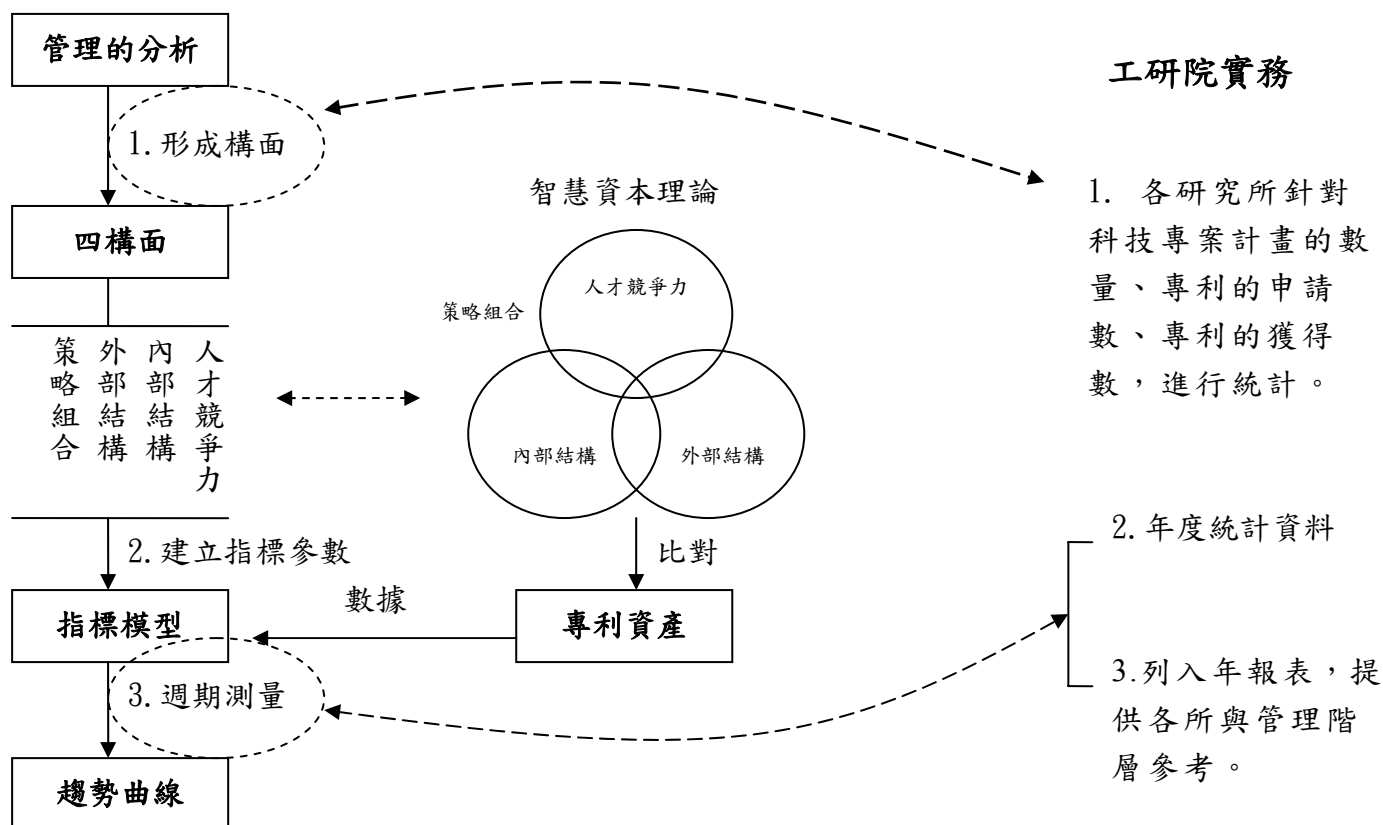 管理的分析
1.形成構面
四構面
策略組合
外部結構
內部結構
人才競爭力
2.建立指標參數
指標模型
3.週期測量
趨勢曲線
智慧資本理論
策略組合
人才競爭力
內部結構
外部結構
比對
數據
專利資產
工研院實務
1. 各研究所針對
科技專案計畫的數
量、專利的申請
數、專利的獲得
數，進行統計。
2.年度統計資料
3.列入年報表，提
供各所與管理階
層參考。